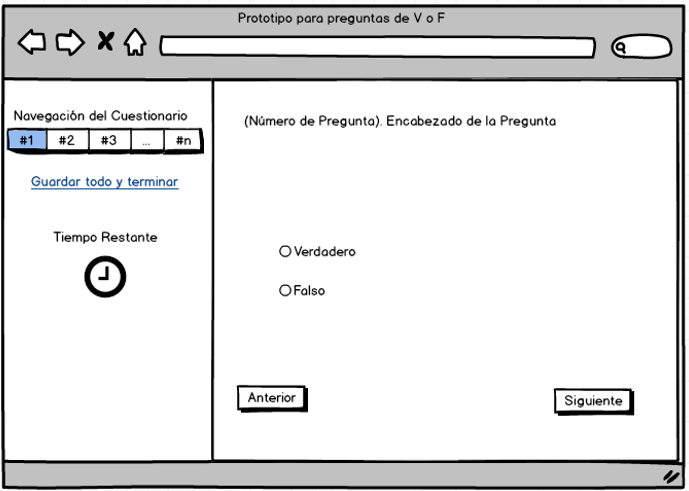 Prototipo para preguntas de V o F
Navegación del Cuestionario
#1 #2 #3 ... #n
Guardar todo y terminar
Tiempo Restante
(Número de Pregunta). Encabezado de la Pregunta
Verdadero
Falso
Anterior
Siguiente